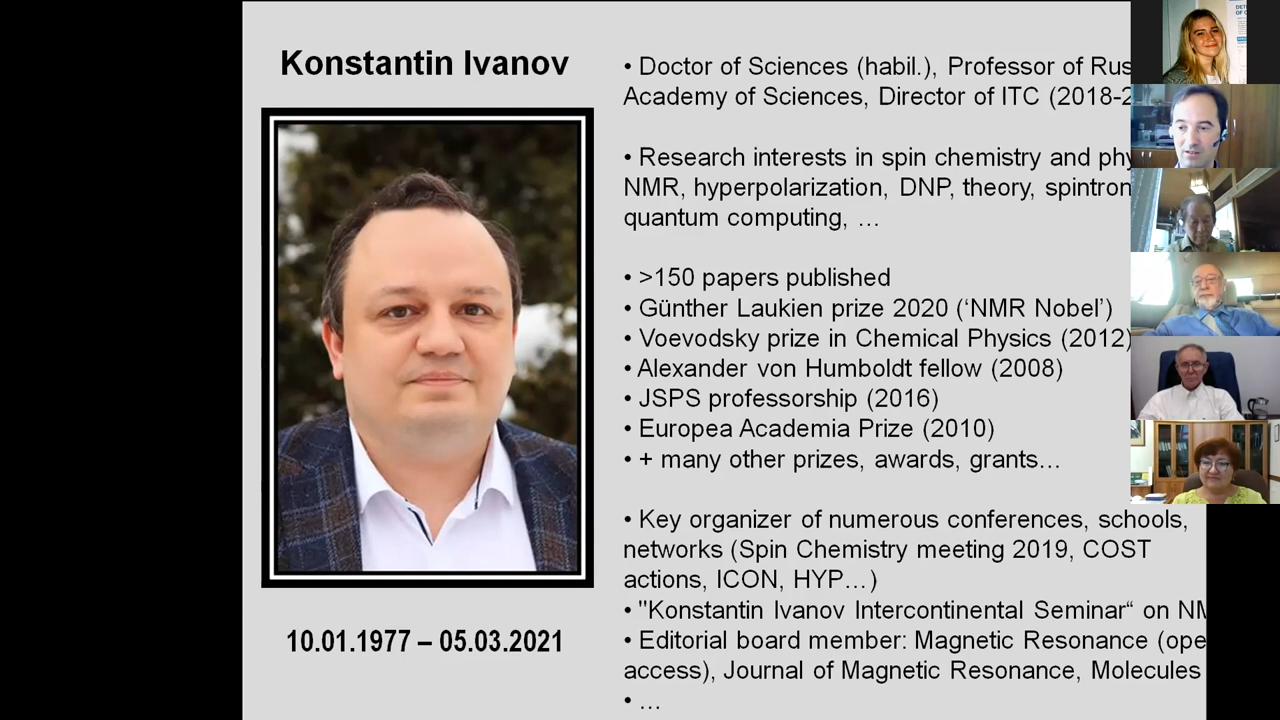 Konstantin Ivanov
10.01.1977 – 05.03.2021
• Doctor of Sciences (habil.), Professor of Rus
Academy of Sciences, Director of ITC (2018-2
• Research interests in spin chemistry and phy
NMR, hyperpolarization, DNP, theory, spintron
quantum computing, …
• >150 papers published
• Günther Laukien prize 2020 (‘NMR Nobel’)
• Voevodsky prize in Chemical Physics (2012)
• Alexander von Humboldt fellow (2008)
• JSPS professorship (2016)
• Europea Academia Prize (2010)
• + many other prizes, awards, grants…
• Key organizer of numerous conferences, schools,
networks (Spin Chemistry meeting 2019, COST
actions, ICON, HYP…)
• "Konstantin Ivanov Intercontinental Seminar“ on NM
• Editorial board member: Magnetic Resonance (ope
access), Journal of Magnetic Resonance, Molecules
• …